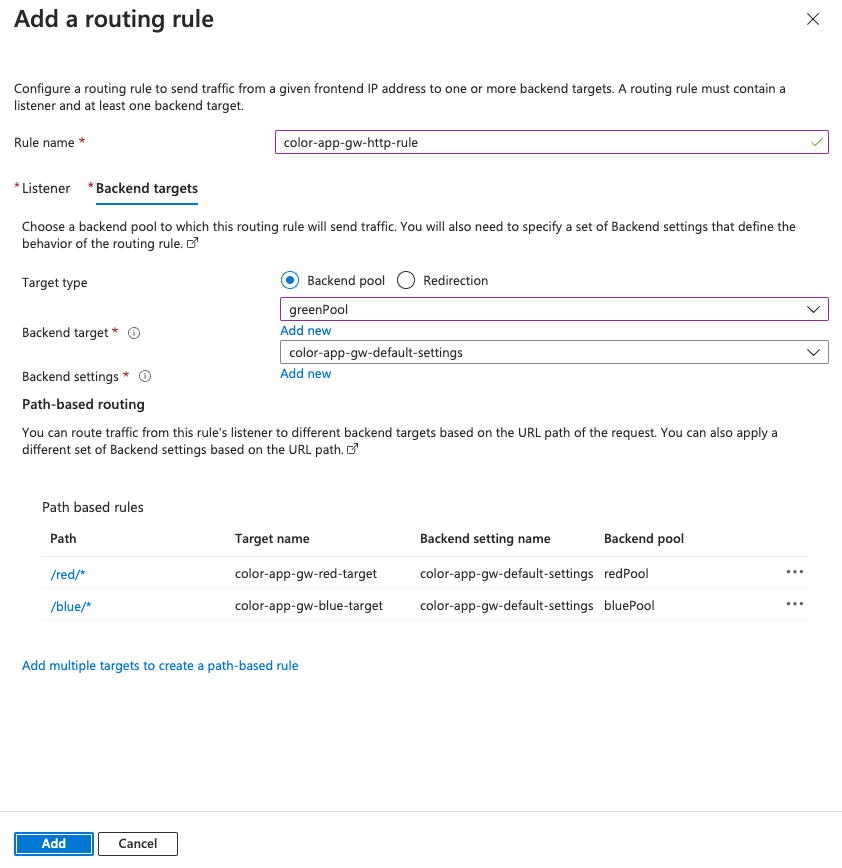 Add a routing rule
Configure a routing rule to send traffic from a given frontend IP address to one or more backend targets. A routing rule must contain a
listener and at least one backend target.
Rule name *
color-app-gw-http-rule
* Listener
* Backend targets
Choose a backend pool to which this routing rule will send traffic. You will also need to specify a set of Backend settings that define the
behavior of the routing rule.
Target type
Backend pool
Redirection
greenPool
Backend target *
Add new
color-app-gw-default-settings
Backend settings *
Add new
Path-based routing
You can route traffic from this rule's listener to different backend targets based on the URL path of the request. You can also apply a
different set of Backend settings based on the URL path.
Path based rules
Path Target name Backend setting name Backend pool
/red/* color-app-gw-red-target color-app-gw-default-settings redPool
/blue/* color-app-gw-blue-target color-app-gw-default-settings bluePool
Add multiple targets to create a path-based rule
Add
Cancel